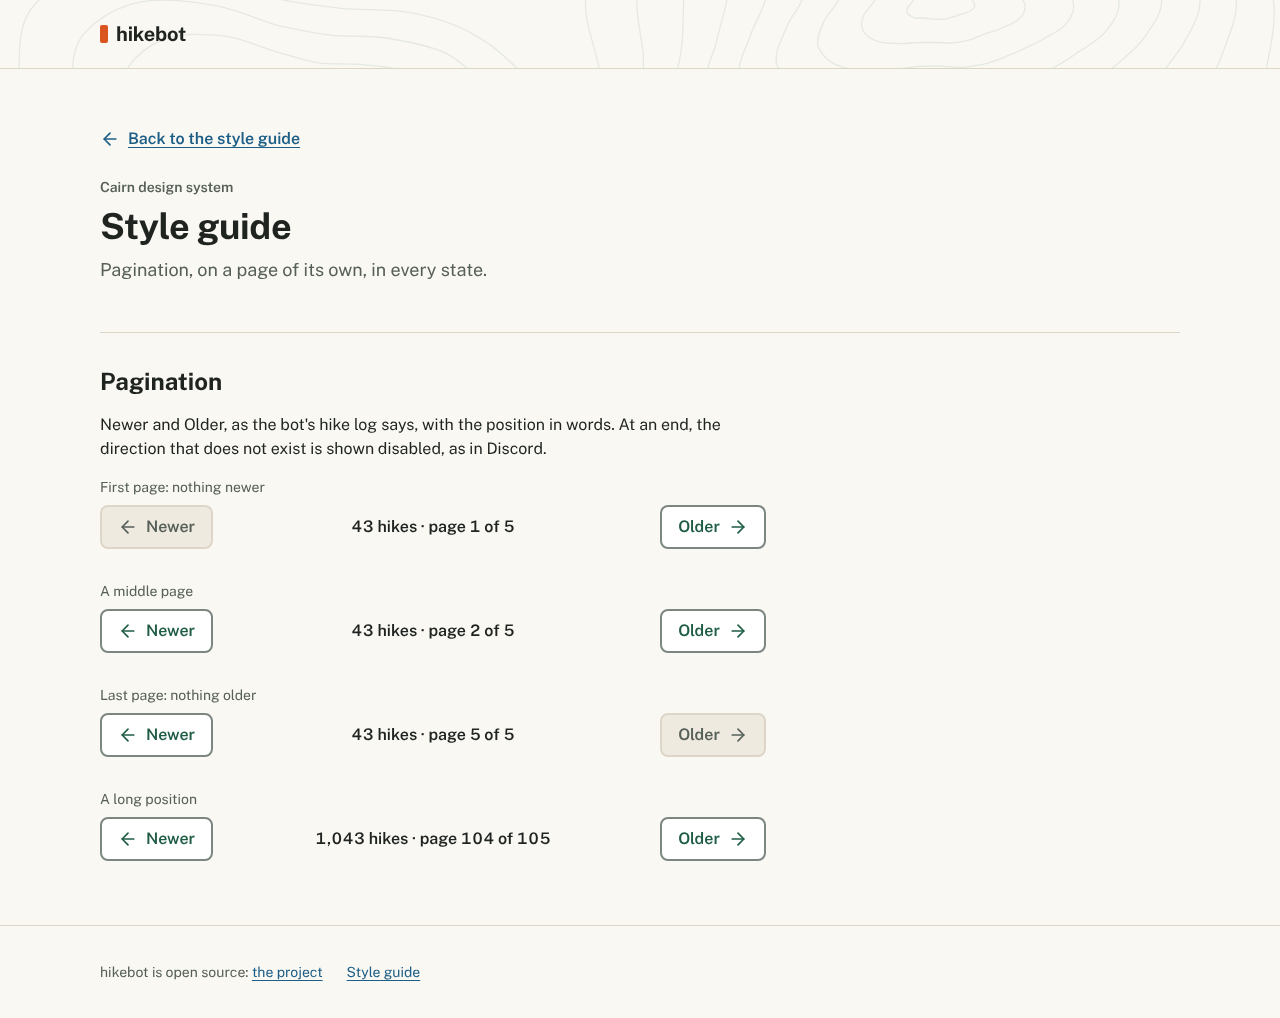 hikebot
Back to the style guide
Cairn design system
Style guide
Pagination, on a page of its own, in every state.
Pagination
Newer and Older, as the bot's hike log says, with the position in words. At an end, the
direction that does not exist is shown disabled, as in Discord.
First page: nothing newer
Newer 43 hikes · page 1 of 5 Older
A middle page
Newer 43 hikes · page 2 of 5 Older
Last page: nothing older
Newer 43 hikes · page 5 of 5 Older
A long position
Newer 1,043 hikes · page 104 of 105 Older
hikebot is open source: the project Style guide